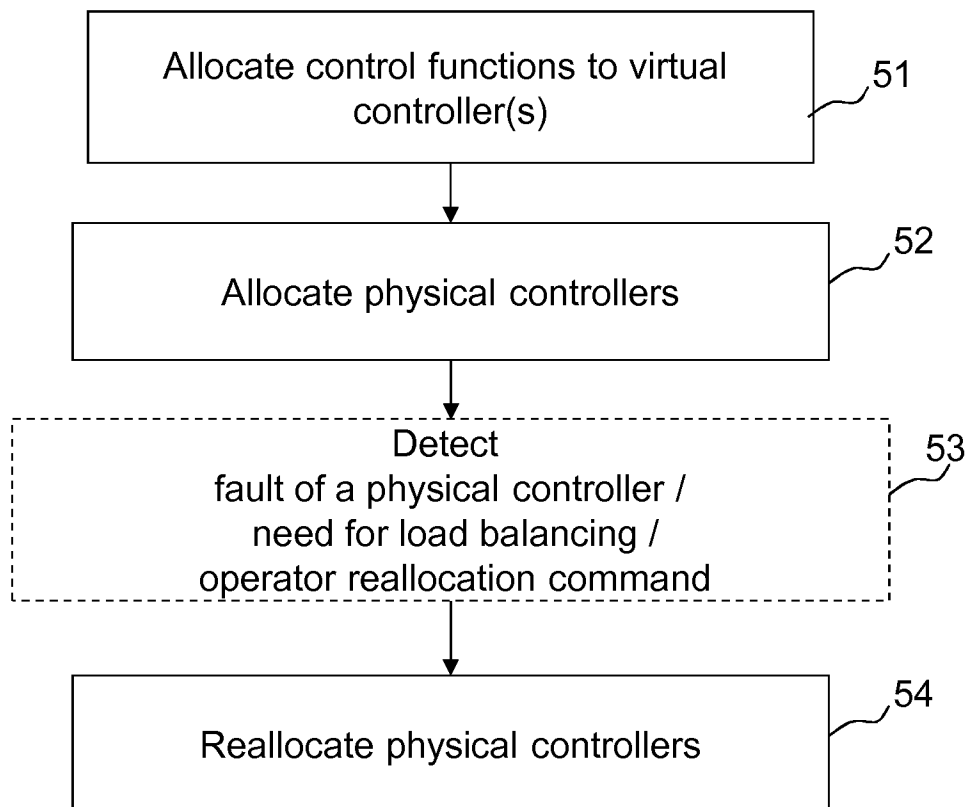 Allocate control functions to virtual
controller(s)
51
52
Allocate physical controllers
Detect
fault of a physical controller /
need for load balancing /
operator reallocation command
53
54
Reallocate physical controllers